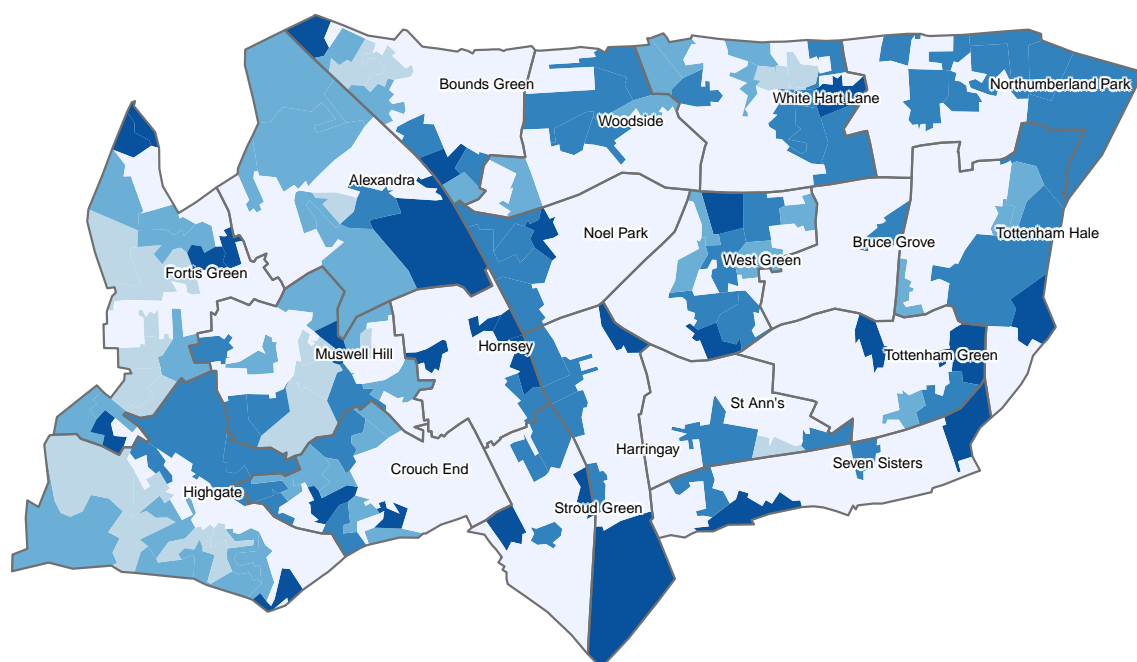 Bounds Green
Northumberland Park
White Hart Lane
Woodside
Alexandra
Noel Park
Tottenham Hale
Bruce Grove
West Green
Fortis Green
Hornsey
Muswell Hill
Tottenham Green
St Ann's
Harringay
Seven Sisters
Crouch End
Highgate
Stroud Green